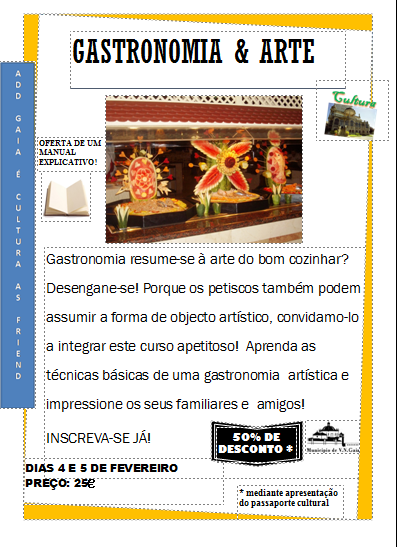 GASTRONOMIA & ARTE
ADD GAIA É CULTURA AS FRIEND
Cultura
OFERTA DE UM
MANUAL
EXPLICATIVO!
Gastronomia resume-se à arte do bom cozinhar?
Desengane-se! Porque os petiscos também podem
assumir a forma de objecto artístico, convidamo-lo
a integrar este curso apetitoso! Aprenda as
técnicas básicas de uma gastronomia artística e
impressione os seus familiares e amigos!
INSCREVA-SE JÁ!
50% DE
DESCONTO *
Município de V.N.Gaia
DIAS 4 E 5 DE FEVEREIRO
PREÇO: 25€
* mediante apresentação
do passaporte cultural